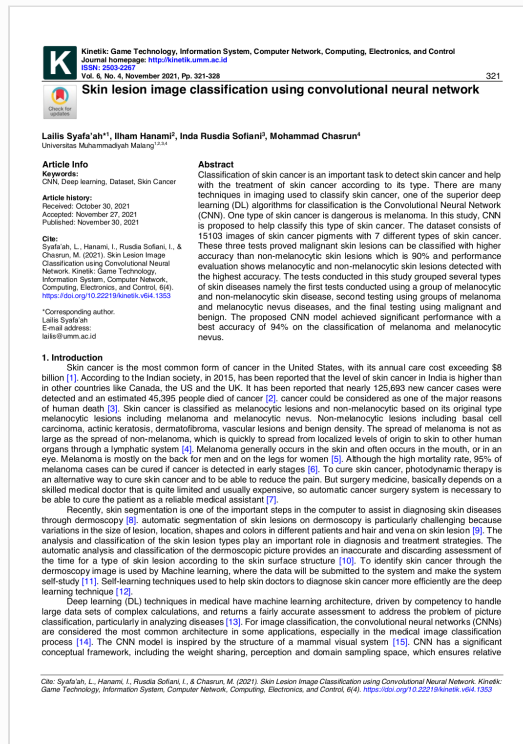 K
Kinetik: Game Technology, Information System, Computer Network, Computing, Electronics, and Control
Journal homepage: http://kinetik.umm.ac.id
ISSN: 2503-2267
Vol. 6, No. 4, November 2021, Pp. 321-328
321
Check for
updates
Skin lesion image classification using convolutional neural network
Lailis Syafa'ah*1, Ilham Hanami2, Inda Rusdia Sofiani3, Mohammad Chasrun4
Universitas Muhammadiyah Malang1,2,3,4
Article Info
Keywords:
CNN, Deep learning, Dataset, Skin Cancer
Article history:
Received: October 30, 2021
Accepted: November 27, 2021
Published: November 30, 2021
Cite:
Syafa'ah, L., Hanami, I., Rusdia Sofiani, I., &
Chasrun, M. (2021). Skin Lesion Image
Classification using Convolutional Neural
Network. Kinetik: Game Technology,
Information System, Computer Network,
Computing, Electronics, and Control, 6(4).
https://doi.org/10.22219/kinetik.v6i4.1353
*Corresponding author.
Lailis Syafa'ah
E-mail address:
lailis@umm.ac.id
Abstract
Classification of skin cancer is an important task to detect skin cancer and help
with the treatment of skin cancer according to its type. There are many
techniques in imaging used to classify skin cancer, one of the superior deep
learning (DL) algorithms for classification is the Convolutional Neural Network
(CNN). One type of skin cancer is dangerous is melanoma. In this study, CNN
is proposed to help classify this type of skin cancer. The dataset consists of
15103 images of skin cancer pigments with 7 different types of skin cancer.
These three tests proved malignant skin lesions can be classified with higher
accuracy than non-melanocytic skin lesions which is 90% and performance
evaluation shows melanocytic and non-melanocytic skin lesions detected with
the highest accuracy. The tests conducted in this study grouped several types
of skin diseases namely the first tests conducted using a group of melanocytic
and non-melanocytic skin disease, second testing using groups of melanoma
and melanocytic nevus diseases, and the final testing using malignant and
benign. The proposed CNN model achieved significant performance with a
best accuracy of 94% on the classification of melanoma and melanocytic
nevus.
1. Introduction
Skin cancer is the most common form of cancer in the United States, with its annual care cost exceeding $8
billion [1]. According to the Indian society, in 2015, has been reported that the level of skin cancer in India is higher than
in other countries like Canada, the US and the UK. It has been reported that nearly 125,693 new cancer cases were
detected and an estimated 45,395 people died of cancer [2]. cancer could be considered as one of the major reasons
of human death [3]. Skin cancer is classified as melanocytic lesions and non-melanocytic based on its original type
melanocytic lesions including melanoma and melanocytic nevus. Non-melanocytic lesions including basal cell
carcinoma, actinic keratosis, dermatofibroma, vascular lesions and benign density. The spread of melanoma is not as
large as the spread of non-melanoma, which is quickly to spread from localized levels of origin to skin to other human
organs through a lymphatic system [4]. Melanoma generally occurs in the skin and often occurs in the mouth, or in an
eye. Melanoma is mostly on the back for men and on the legs for women [5]. Although the high mortality rate, 95% of
melanoma cases can be cured if cancer is detected in early stages [6]. To cure skin cancer, photodynamic therapy is
an alternative way to cure skin cancer and to be able to reduce the pain. But surgery medicine, basically depends on a
skilled medical doctor that is quite limited and usually expensive, so automatic cancer surgery system is necessary to
be able to cure the patient as a reliable medical assistant [7].
Recently, skin segmentation is one of the important steps in the computer to assist in diagnosing skin diseases
through dermoscopy [8]. automatic segmentation of skin lesions on dermoscopy is particularly challenging because
variations in the size of lesion, location, shapes and colors in different patients and hair and vena on skin lesion [9]. The
analysis and classification of the skin lesion types play an important role in diagnosis and treatment strategies. The
automatic analysis and classification of the dermoscopic picture provides an inaccurate and discarding assessment of
the time for a type of skin lesion according to the skin surface structure [10]. To identify skin cancer through the
dermoscopy image is used by Machine learning, where the data will be submitted to the system and make the system
self-study [11]. Self-learning techniques used to help skin doctors to diagnose skin cancer more efficiently are the deep
learning technique [12].
Deep learning (DL) techniques in medical have machine learning architecture, driven by competency to handle
large data sets of complex calculations, and returns a fairly accurate assessment to address the problem of picture
classification, particularly in analyzing diseases [13]. For image classification, the convolutional neural networks (CNNs)
are considered the most common architecture in some applications, especially in the medical image classification
process [14]. The CNN model is inspired by the structure of a mammal visual system [15]. CNN has a significant
conceptual framework, including the weight sharing, perception and domain sampling space, which ensures relative
Cite: Syafa'ah, L., Hanami, I., Rusdia Sofiani, I., & Chasrun, M. (2021). Skin Lesion Image Classification using Convolutional Neural Network. Kinetik:
Game Technology, Information System, Computer Network, Computing, Electronics, and Control, 6(4). https://doi.org/10.22219/kinetik.v6i4.1353